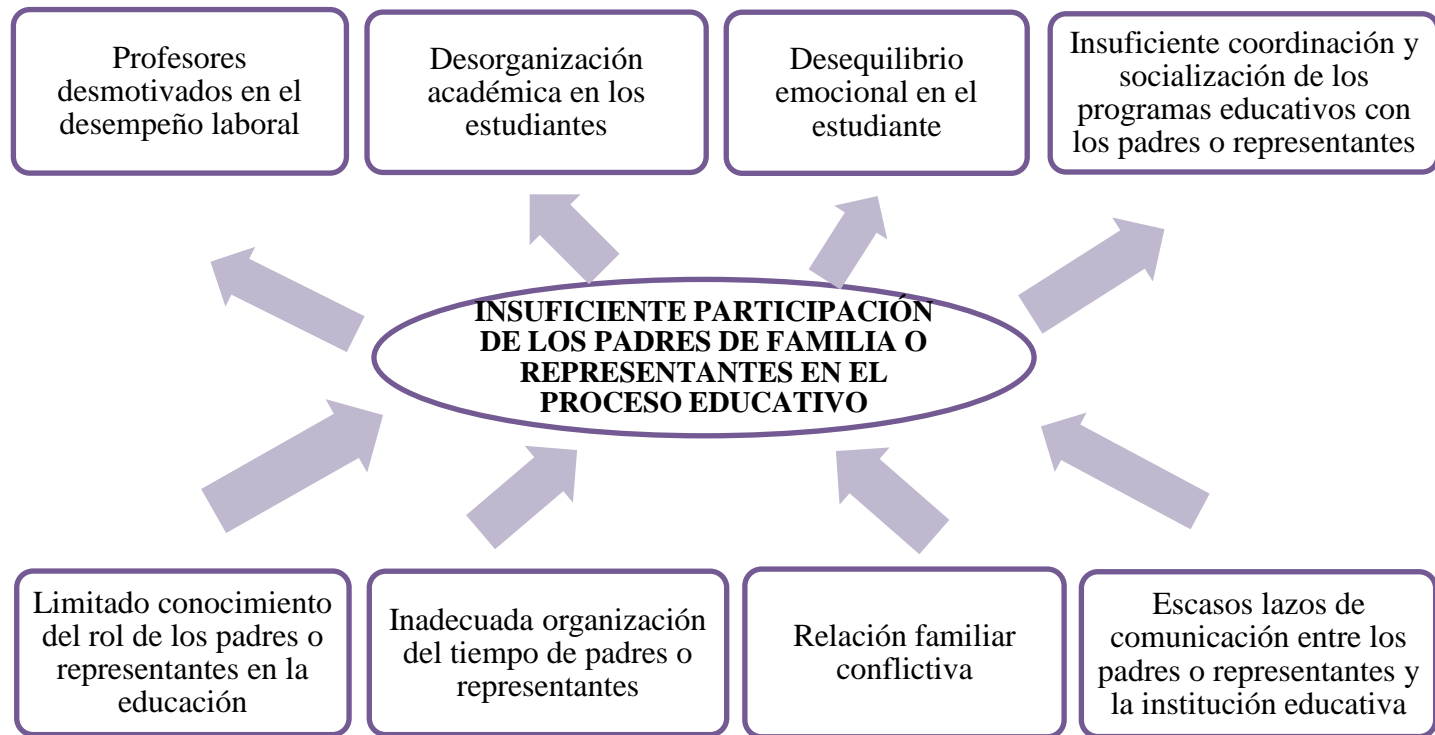 Profesores
desmotivados en el
desempeño laboral
Desorganización
académica en los
estudiantes
Desequilibrio
emocional en el
estudiante
Insuficiente coordinación y
socialización de los
programas educativos con
los padres o representantes
INSUFICIENTE PARTICIPACIÓN
DE LOS PADRES DE FAMILIA O
REPRESENTANTES EN EL
PROCESO EDUCATIVO
Limitado conocimiento
del rol de los padres o
representantes en la
educación
Inadecuada organización
del tiempo de padres o
representantes
Relación familiar
conflictiva
Escasos lazos de
comunicación entre los
padres o representantes y
la institución educativa